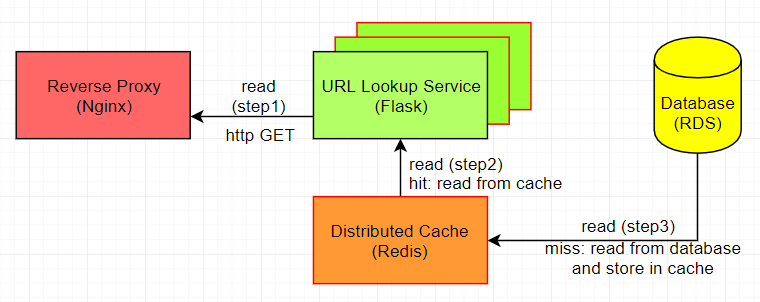 Reverse Proxy
(Nginx)
read
(step1)
http GET
URL Lookup Service
(Flask)
read (step2)
hit: read from cache
Distributed Cache
(Redis)
Database
(RDS)
read (step3)
miss: read from database
and store in cache